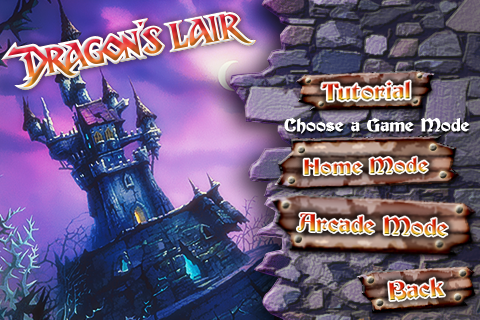 DRAGON'S LAIR
Tutorial
Choose a Game Mode
Home Mode
Arcade Mode
Back